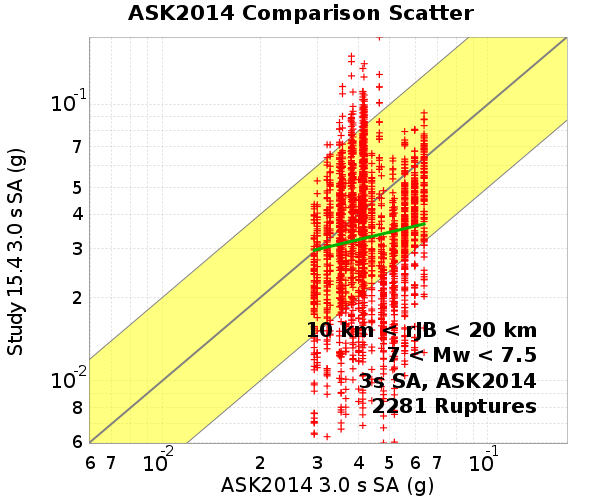 ASK2014 Comparison Scatter
Study 15.4 3.0 s SA (g)
10⁻¹
7
5
4
3
2
10⁻²
8
6
10 km < rJB < 20 km
7 < Mw < 7.5
3s SA, ASK2014
2281 Ruptures
6 7 10⁻² 2 3 4 5 6 7 10⁻¹
ASK2014 3.0 s SA (g)